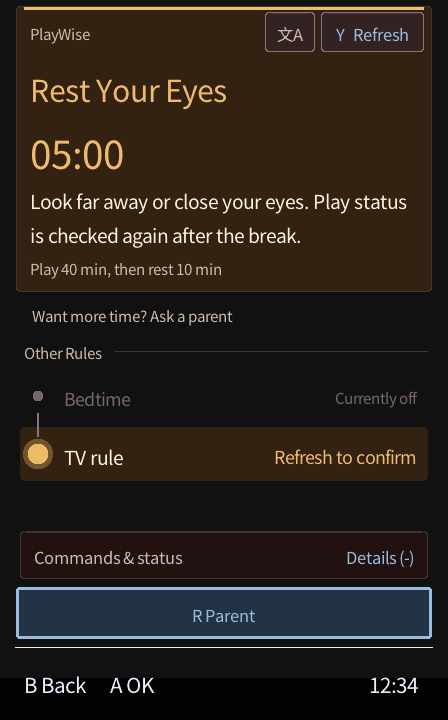 PlayWise
文A
Y Refresh
Rest Your Eyes
05:00
Look far away or close your eyes. Play status
is checked again after the break.
Play 40 min, then rest 10 min
Want more time? Ask a parent
Other Rules
Bedtime
Currently off
TV rule
Refresh to confirm
Commands & status
Details (-)
R Parent
B Back
A OK
12:34